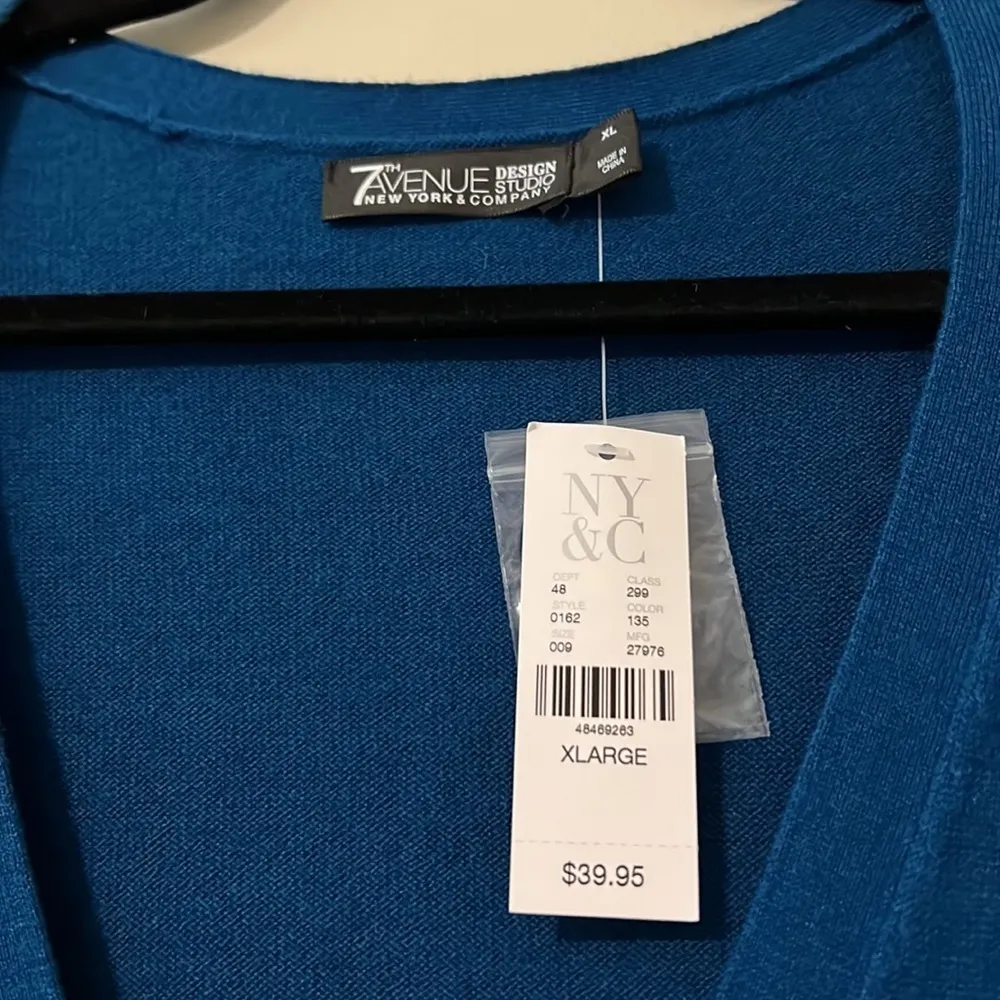 7TH AVENUE DESIGN STUDIO
NEW YORK & COMPANY
XL
MADE IN
CHINA
NY
&C
DEPT CLASS
48 299
STYLE COLOR
0162 135
SIZE MFG
009 27976
48469263
XLARGE
$39.95